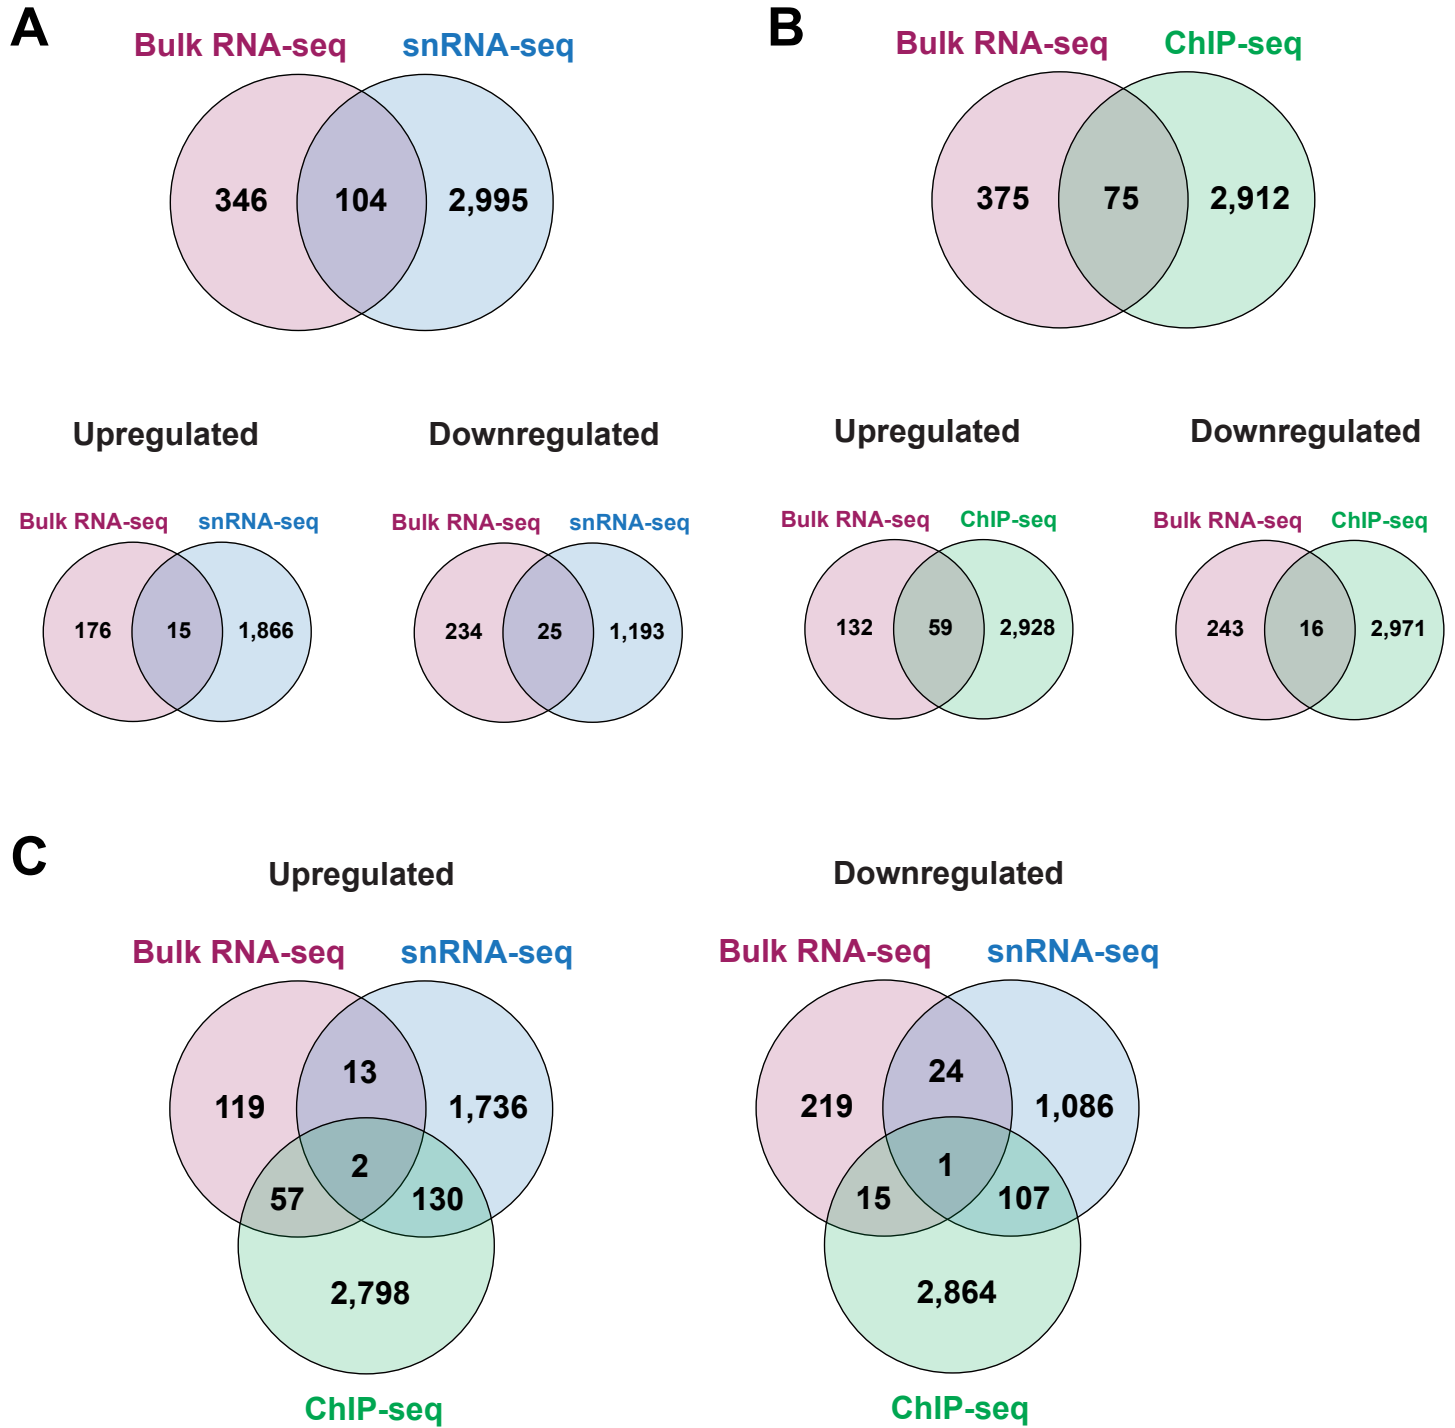 A
Bulk RNA-seq snRNA-seq
346 104 2,995
Upregulated Downregulated
Bulk RNA-seq snRNA-seq Bulk RNA-seq snRNA-seq
176 15 1,866 234 25 1,193
B
Bulk RNA-seq ChIP-seq
375 75 2,912
Upregulated Downregulated
Bulk RNA-seq ChIP-seq Bulk RNA-seq ChIP-seq
132 59 2,928 243 16 2,971
C
Upregulated
Bulk RNA-seq snRNA-seq
13
119 1,736
2
57 130
2,798
ChIP-seq
Downregulated
Bulk RNA-seq snRNA-seq
24
219 1,086
1
15 107
2,864
ChIP-seq